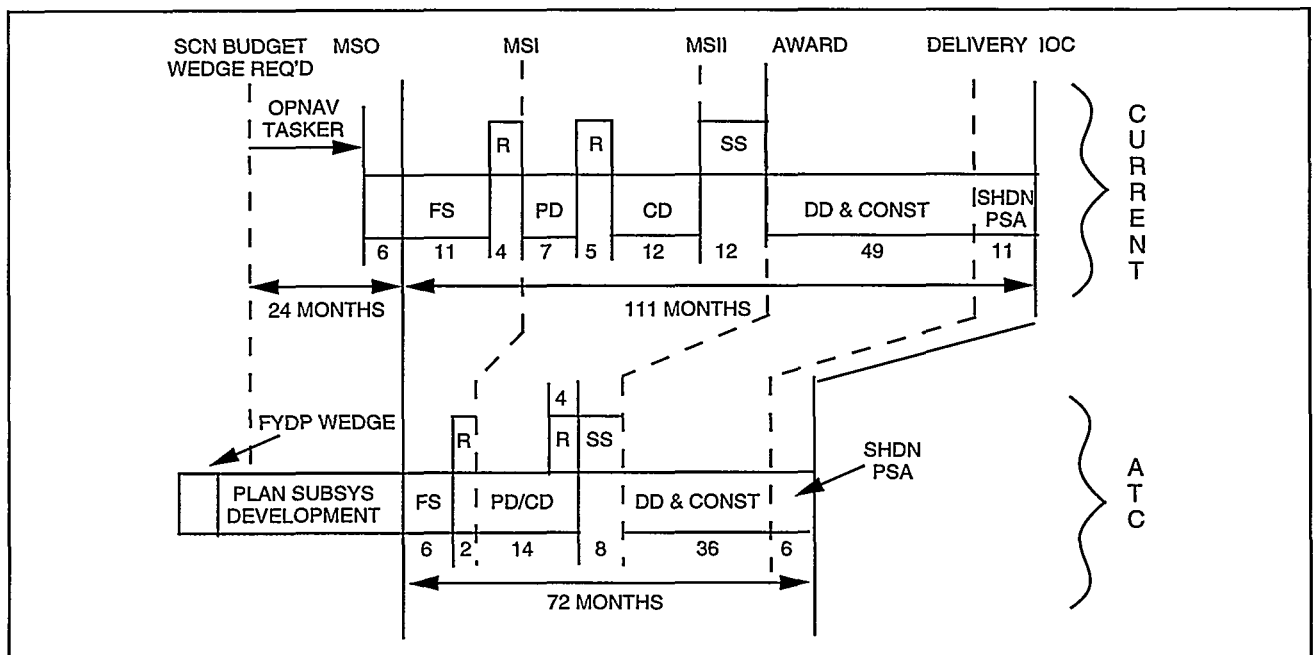 SCN BUDGET
WEDGE REQ'D
MSO
MSI
MSII
AWARD
DELIVERY IOC
OPNAV
TASKER
R
R
SS
FS
PD
CD
DD & CONST
SHDN
PSA
6
11
4
7
5
12
12
49
11
24 MONTHS
111 MONTHS
CURRENT
FYDP WEDGE
4
R
R
SS
SHDN
PSA
PLAN SUBSYS
DEVELOPMENT
FS
PD/CD
DD & CONST
6
2
14
8
36
6
72 MONTHS
ATC